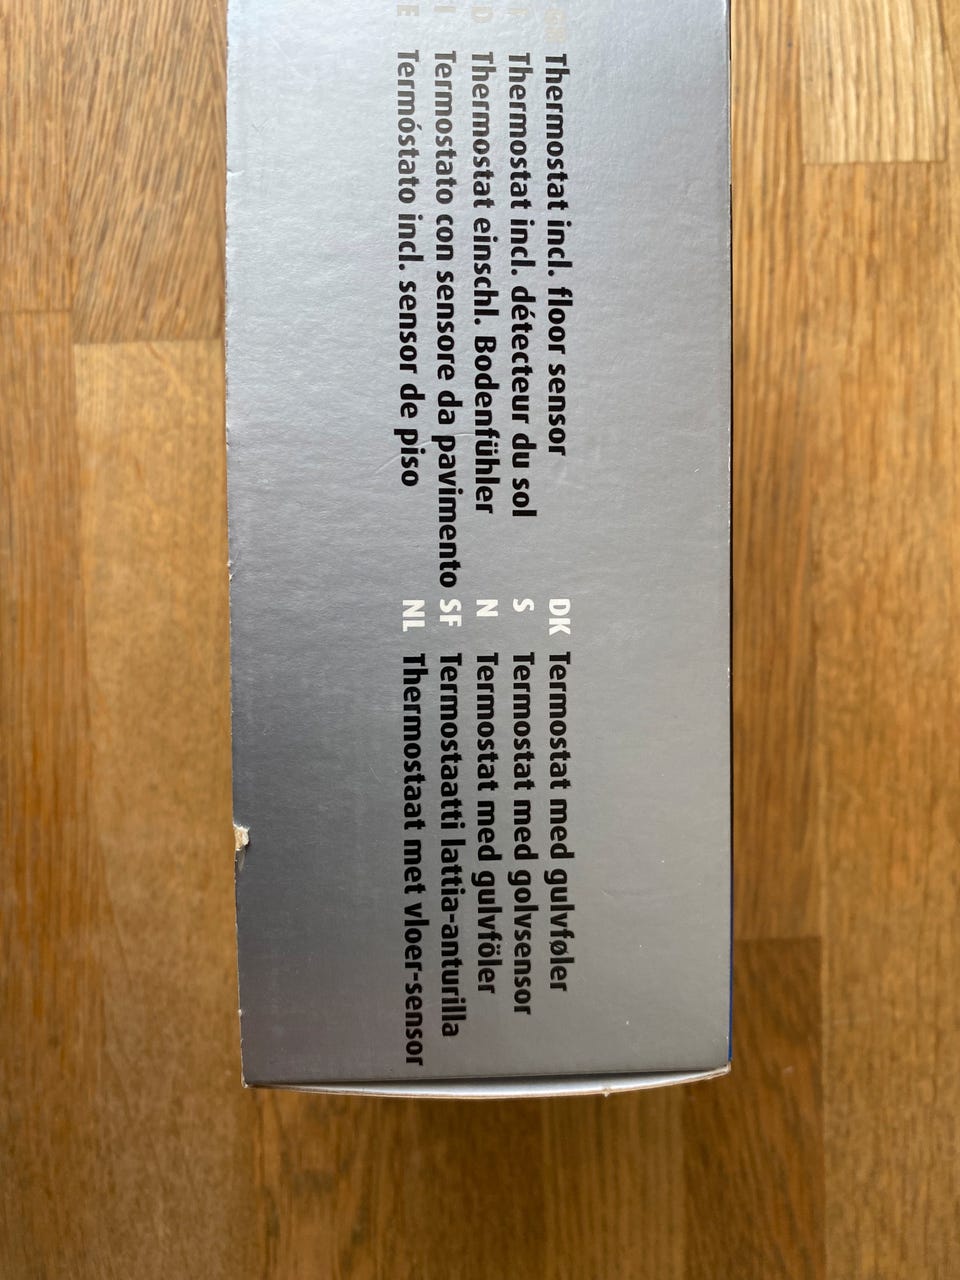 GB Thermostat incl. floor sensor
F Thermostat incl. détecteur du sol
D Thermostat einschl. Bodenfühler
I Termostato con sensore da pavimento
E Termóstato incl. sensor de piso
DK Termostat med gulvføler
S Termostat med golvsensor
N Termostat med gulvföler
SF Termostaatti lattia-anturilla
NL Thermostaat met vloer-sensor